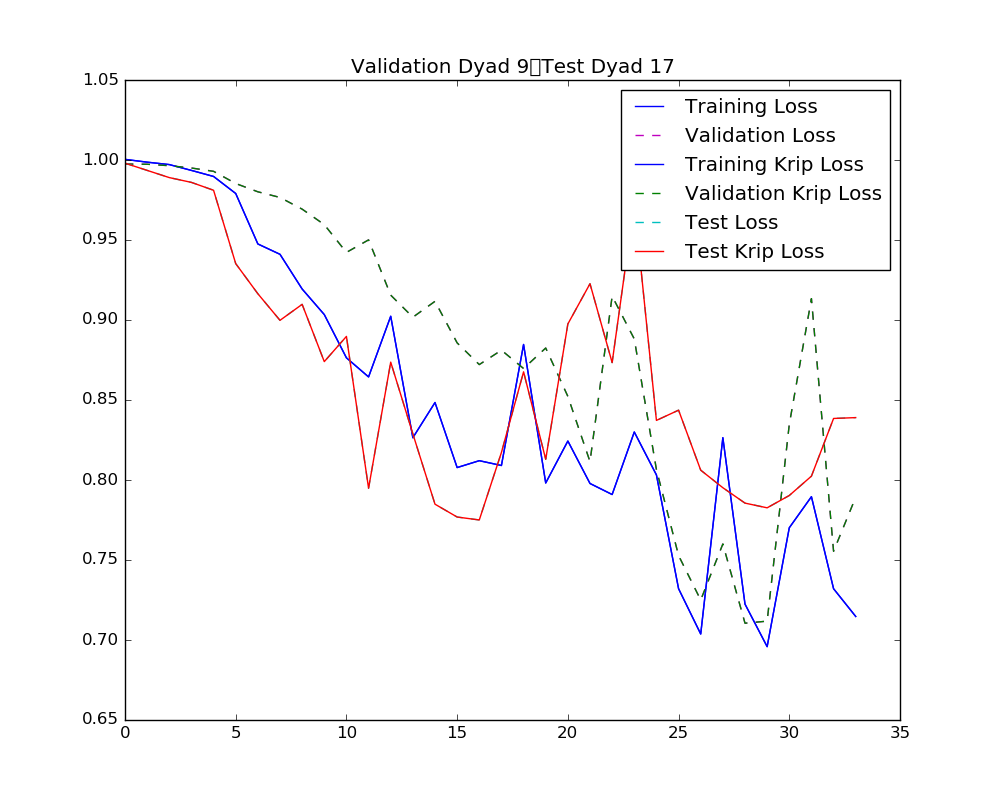 Validation Dyad 9▯Test Dyad 17
1.05
1.00
0.95
0.90
0.85
0.80
0.75
0.70
0.65
0 5 10 15 20 25 30 35
Training Loss
Validation Loss
Training Krip Loss
Validation Krip Loss
Test Loss
Test Krip Loss